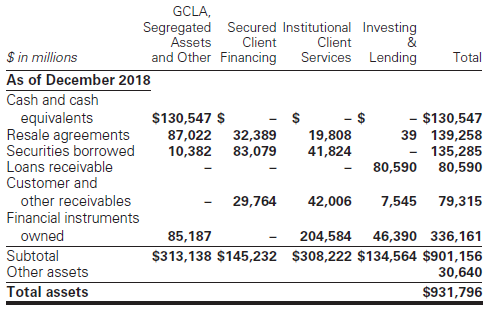 GCLA,
Segregated Secured Institutional Investing
Assets Client Client &
$ in millions and Other Financing Services Lending Total
As of December 2018
Cash and cash
equivalents $130,547 $ – $ – $ – $130,547
Resale agreements 87,022 32,389 19,808 39 139,258
Securities borrowed 10,382 83,079 41,824 – 135,285
Loans receivable – – – 80,590 80,590
Customer and
other receivables – 29,764 42,006 7,545 79,315
Financial instruments
owned 85,187 – 204,584 46,390 336,161
Subtotal $313,138 $145,232 $308,222 $134,564 $901,156
Other assets 30,640
Total assets $931,796